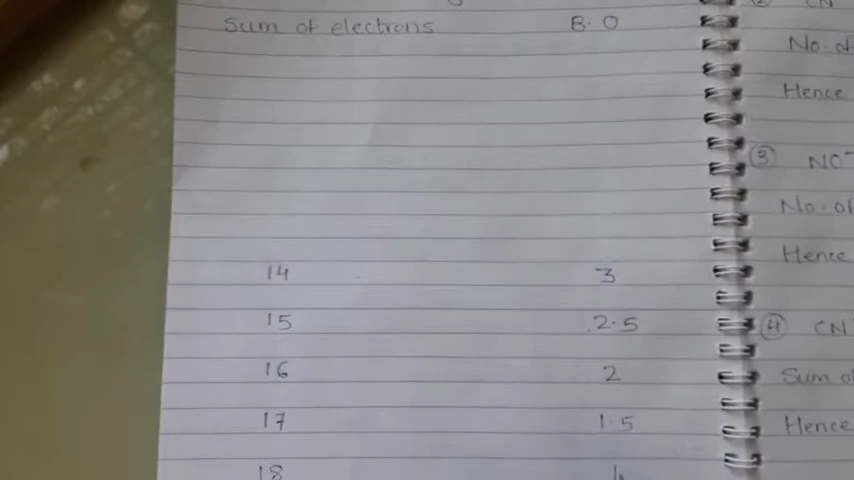 Sum of electrons B.O
14 3
15 2.5
16 2
17 1.5
18
No. of
Hence
③ NO
No. of
Hence
④ CN
Sum of
Hence